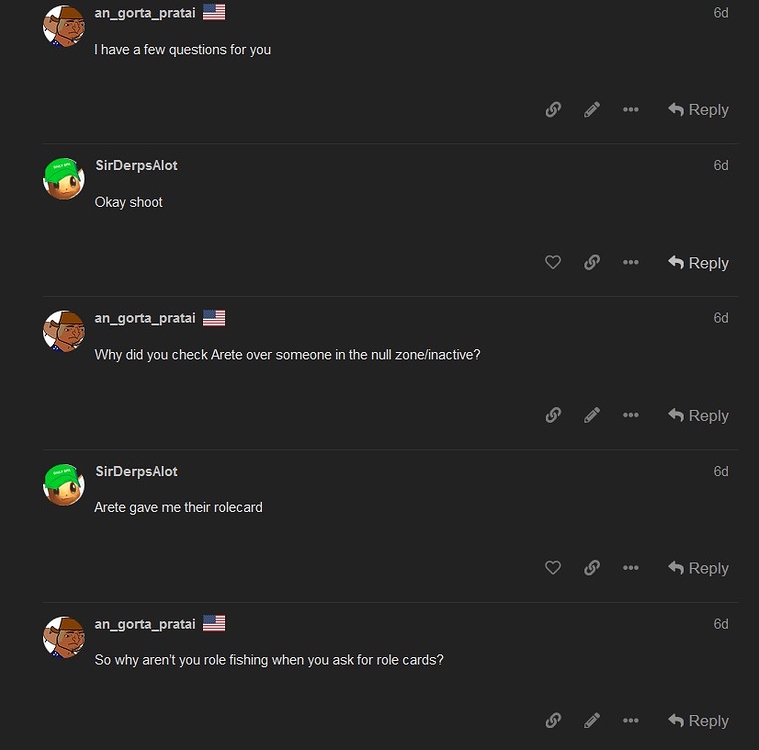 an_gorta_pratai 6d
I have a few questions for you
Reply
SirDerpsAlot 6d
Okay shoot
Reply
an_gorta_pratai 6d
Why did you check Arete over someone in the null zone/inactive?
Reply
SirDerpsAlot 6d
Arete gave me their rolecard
Reply
an_gorta_pratai 6d
So why aren't you role fishing when you ask for role cards?
Reply